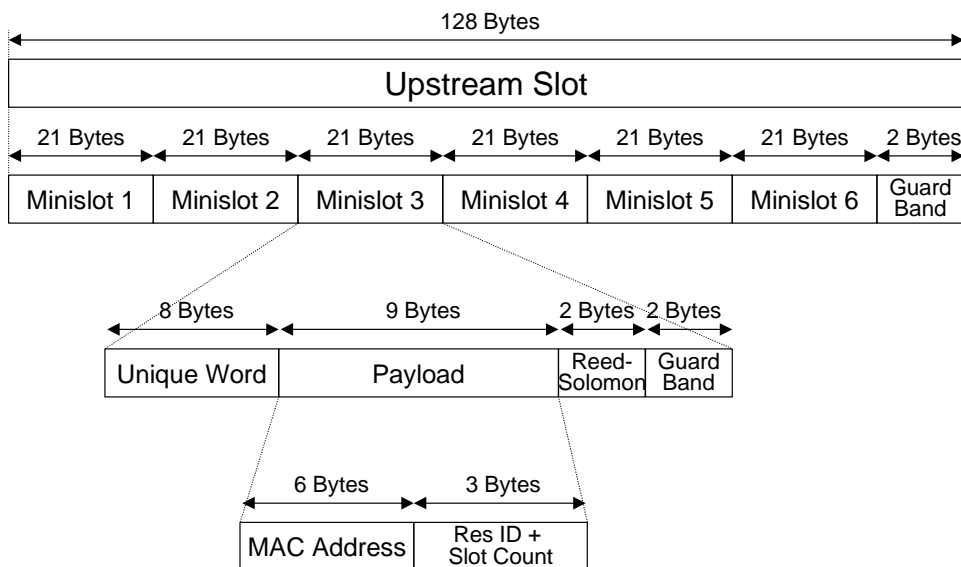 128 Bytes
Upstream Slot
21 Bytes 21 Bytes 21 Bytes 21 Bytes 21 Bytes 21 Bytes 2 Bytes
Minislot 1 Minislot 2 Minislot 3 Minislot 4 Minislot 5 Minislot 6 Guard
Band
8 Bytes 9 Bytes 2 Bytes 2 Bytes
Unique Word Payload Reed- Guard
Solomon Band
6 Bytes 3 Bytes
MAC Address Res ID +
Slot Count